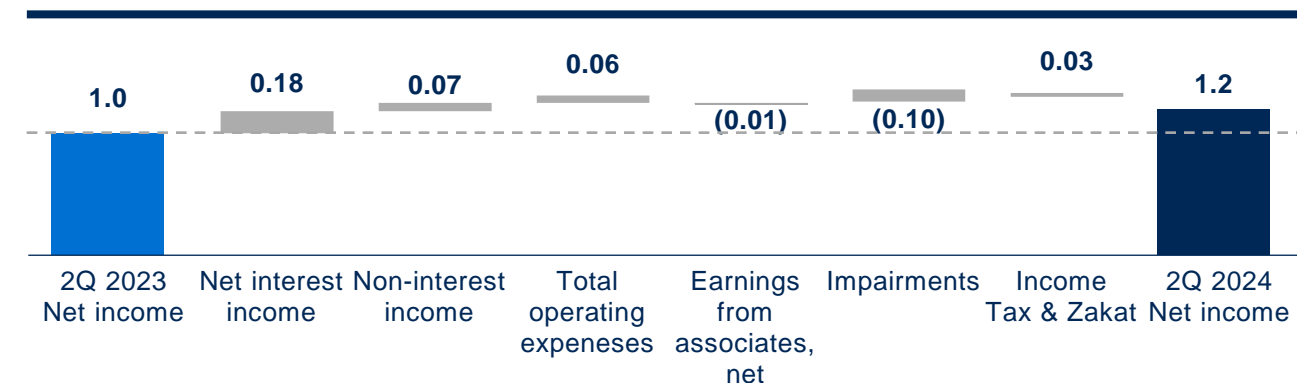 1.0
0.18
0.07
0.06
(0.01)
(0.10)
0.03
1.2
2Q 2023
Net income
Net interest
income
Non-interest
income
Total
operating
expeneses
Earnings
from
associates,
net
Impairments
Income
Tax & Zakat
2Q 2024
Net income